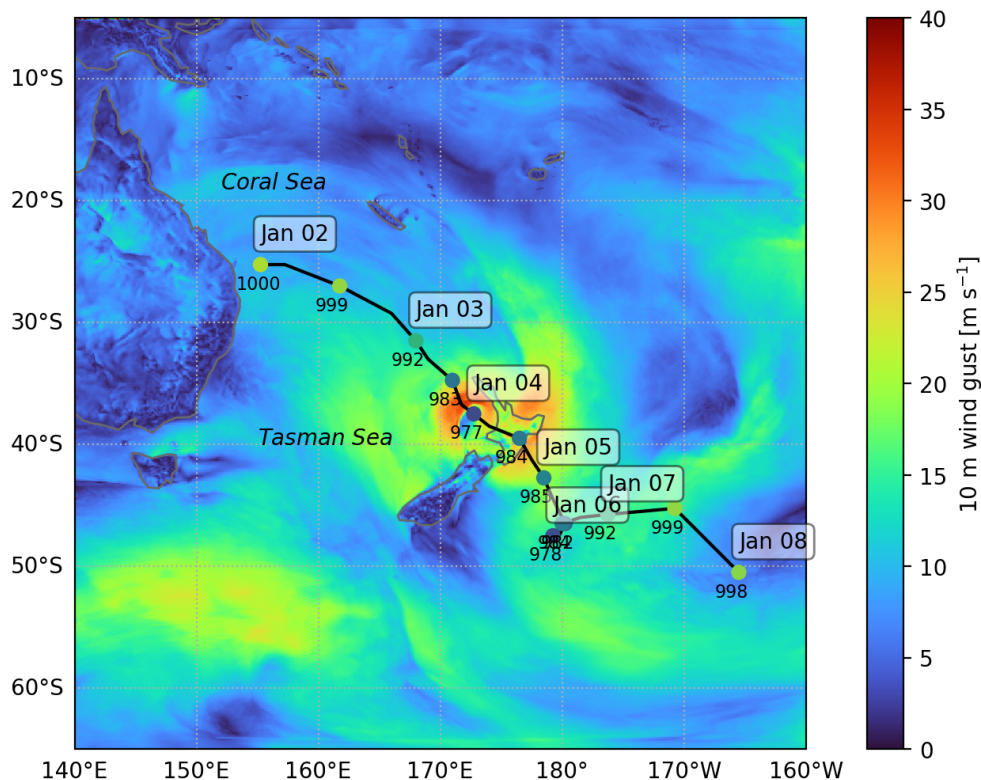 40
10°S
35
Coral Sea
20°S
30
Jan 02
1000
999
25
30°S
Jan 03
992
Jan 04
983
20
977
Tasman Sea
40°S
984
Jan 05
15
985
Jan 07
Jan 06
992
999
978
Jan 08
50°S
10
998
5
60°S
0
140°E 150°E 160°E 170°E 180° 170°W 160°W
10 m wind gust [m s⁻¹]